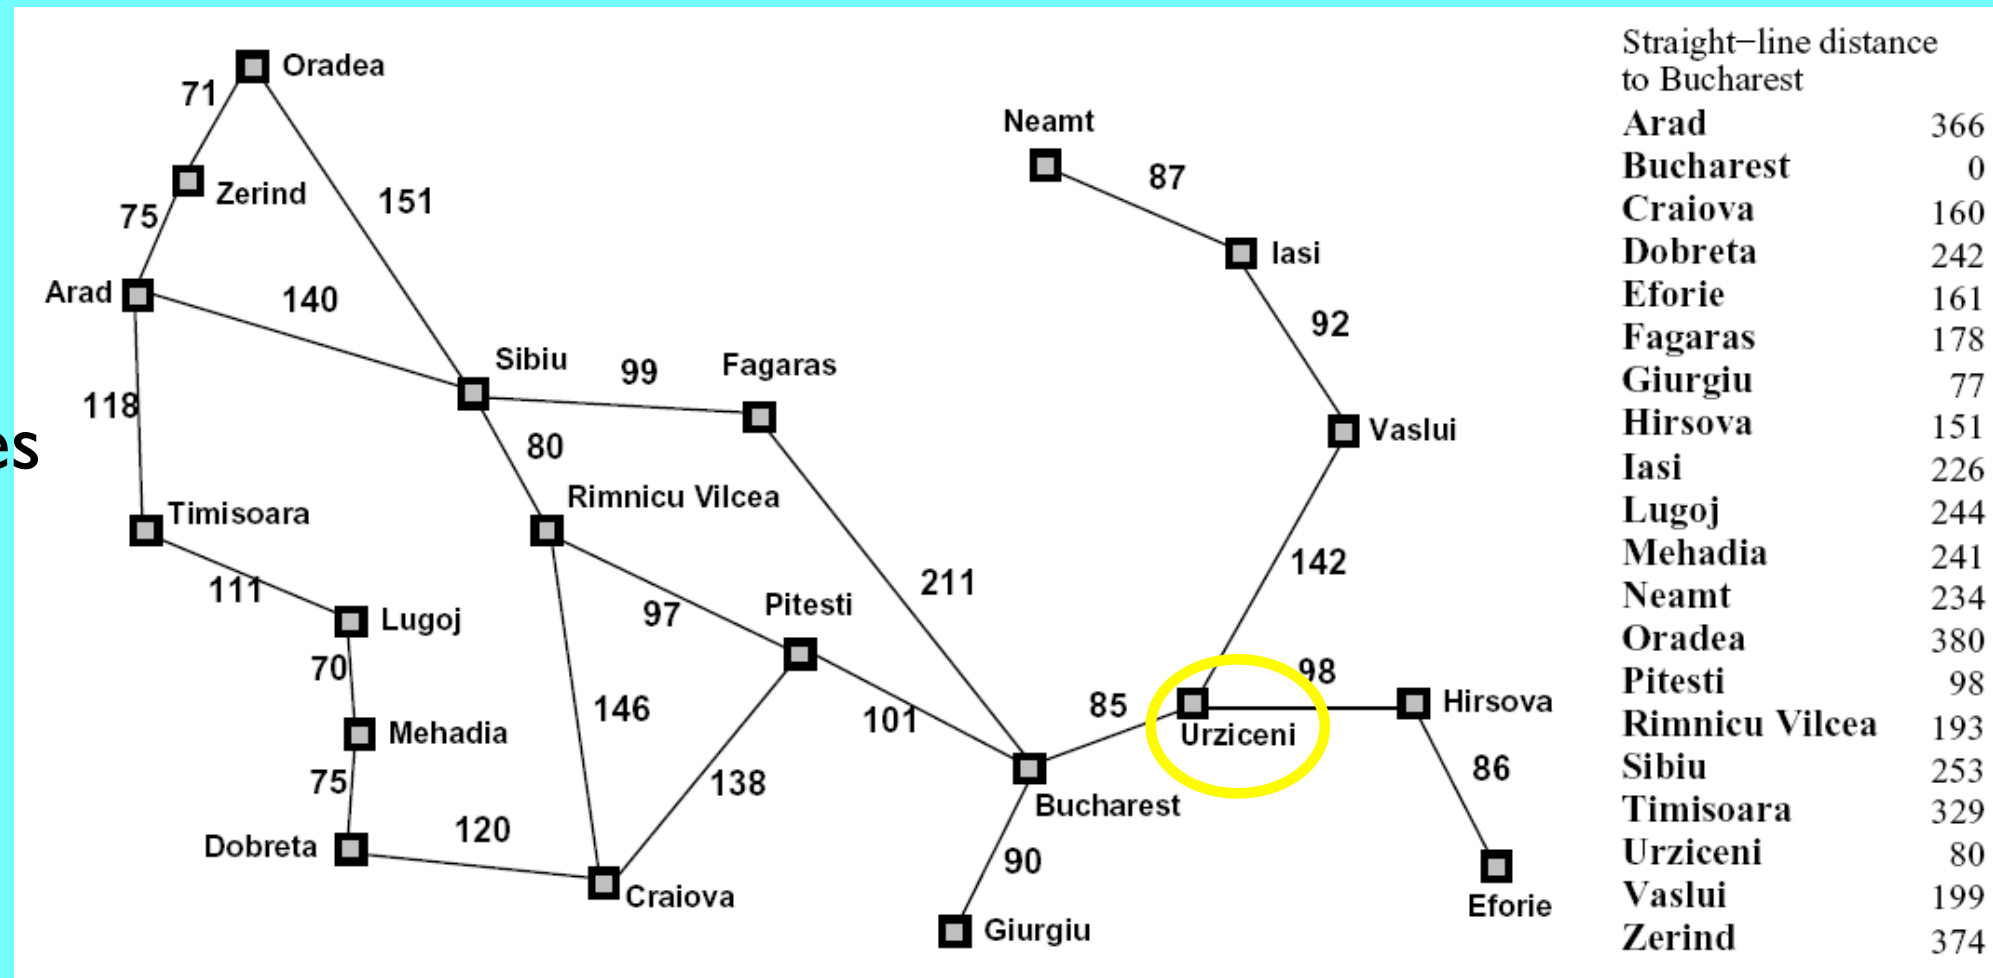 Oradea
71
Neamt
87
Zerind
151
75
Iasi
Arad
140
92
Sibiu
99
Fagaras
118
80
Vaslui
es
Rimnicu Vilcea
Timisoara
142
111
211
97
Pitesti
Lugoj
70
98
146
85
Hirsova
101
Urziceni
Mehadia
86
75
138
Bucharest
120
Dobreta
90
Craiova
Eforie
Giurgiu
Straight−line distance
to Bucharest
Arad 366
Bucharest 0
Craiova 160
Dobreta 242
Eforie 161
Fagaras 178
Giurgiu 77
Hirsova 151
Iasi 226
Lugoj 244
Mehadia 241
Neamt 234
Oradea 380
Pitesti 98
Rimnicu Vilcea 193
Sibiu 253
Timisoara 329
Urziceni 80
Vaslui 199
Zerind 374